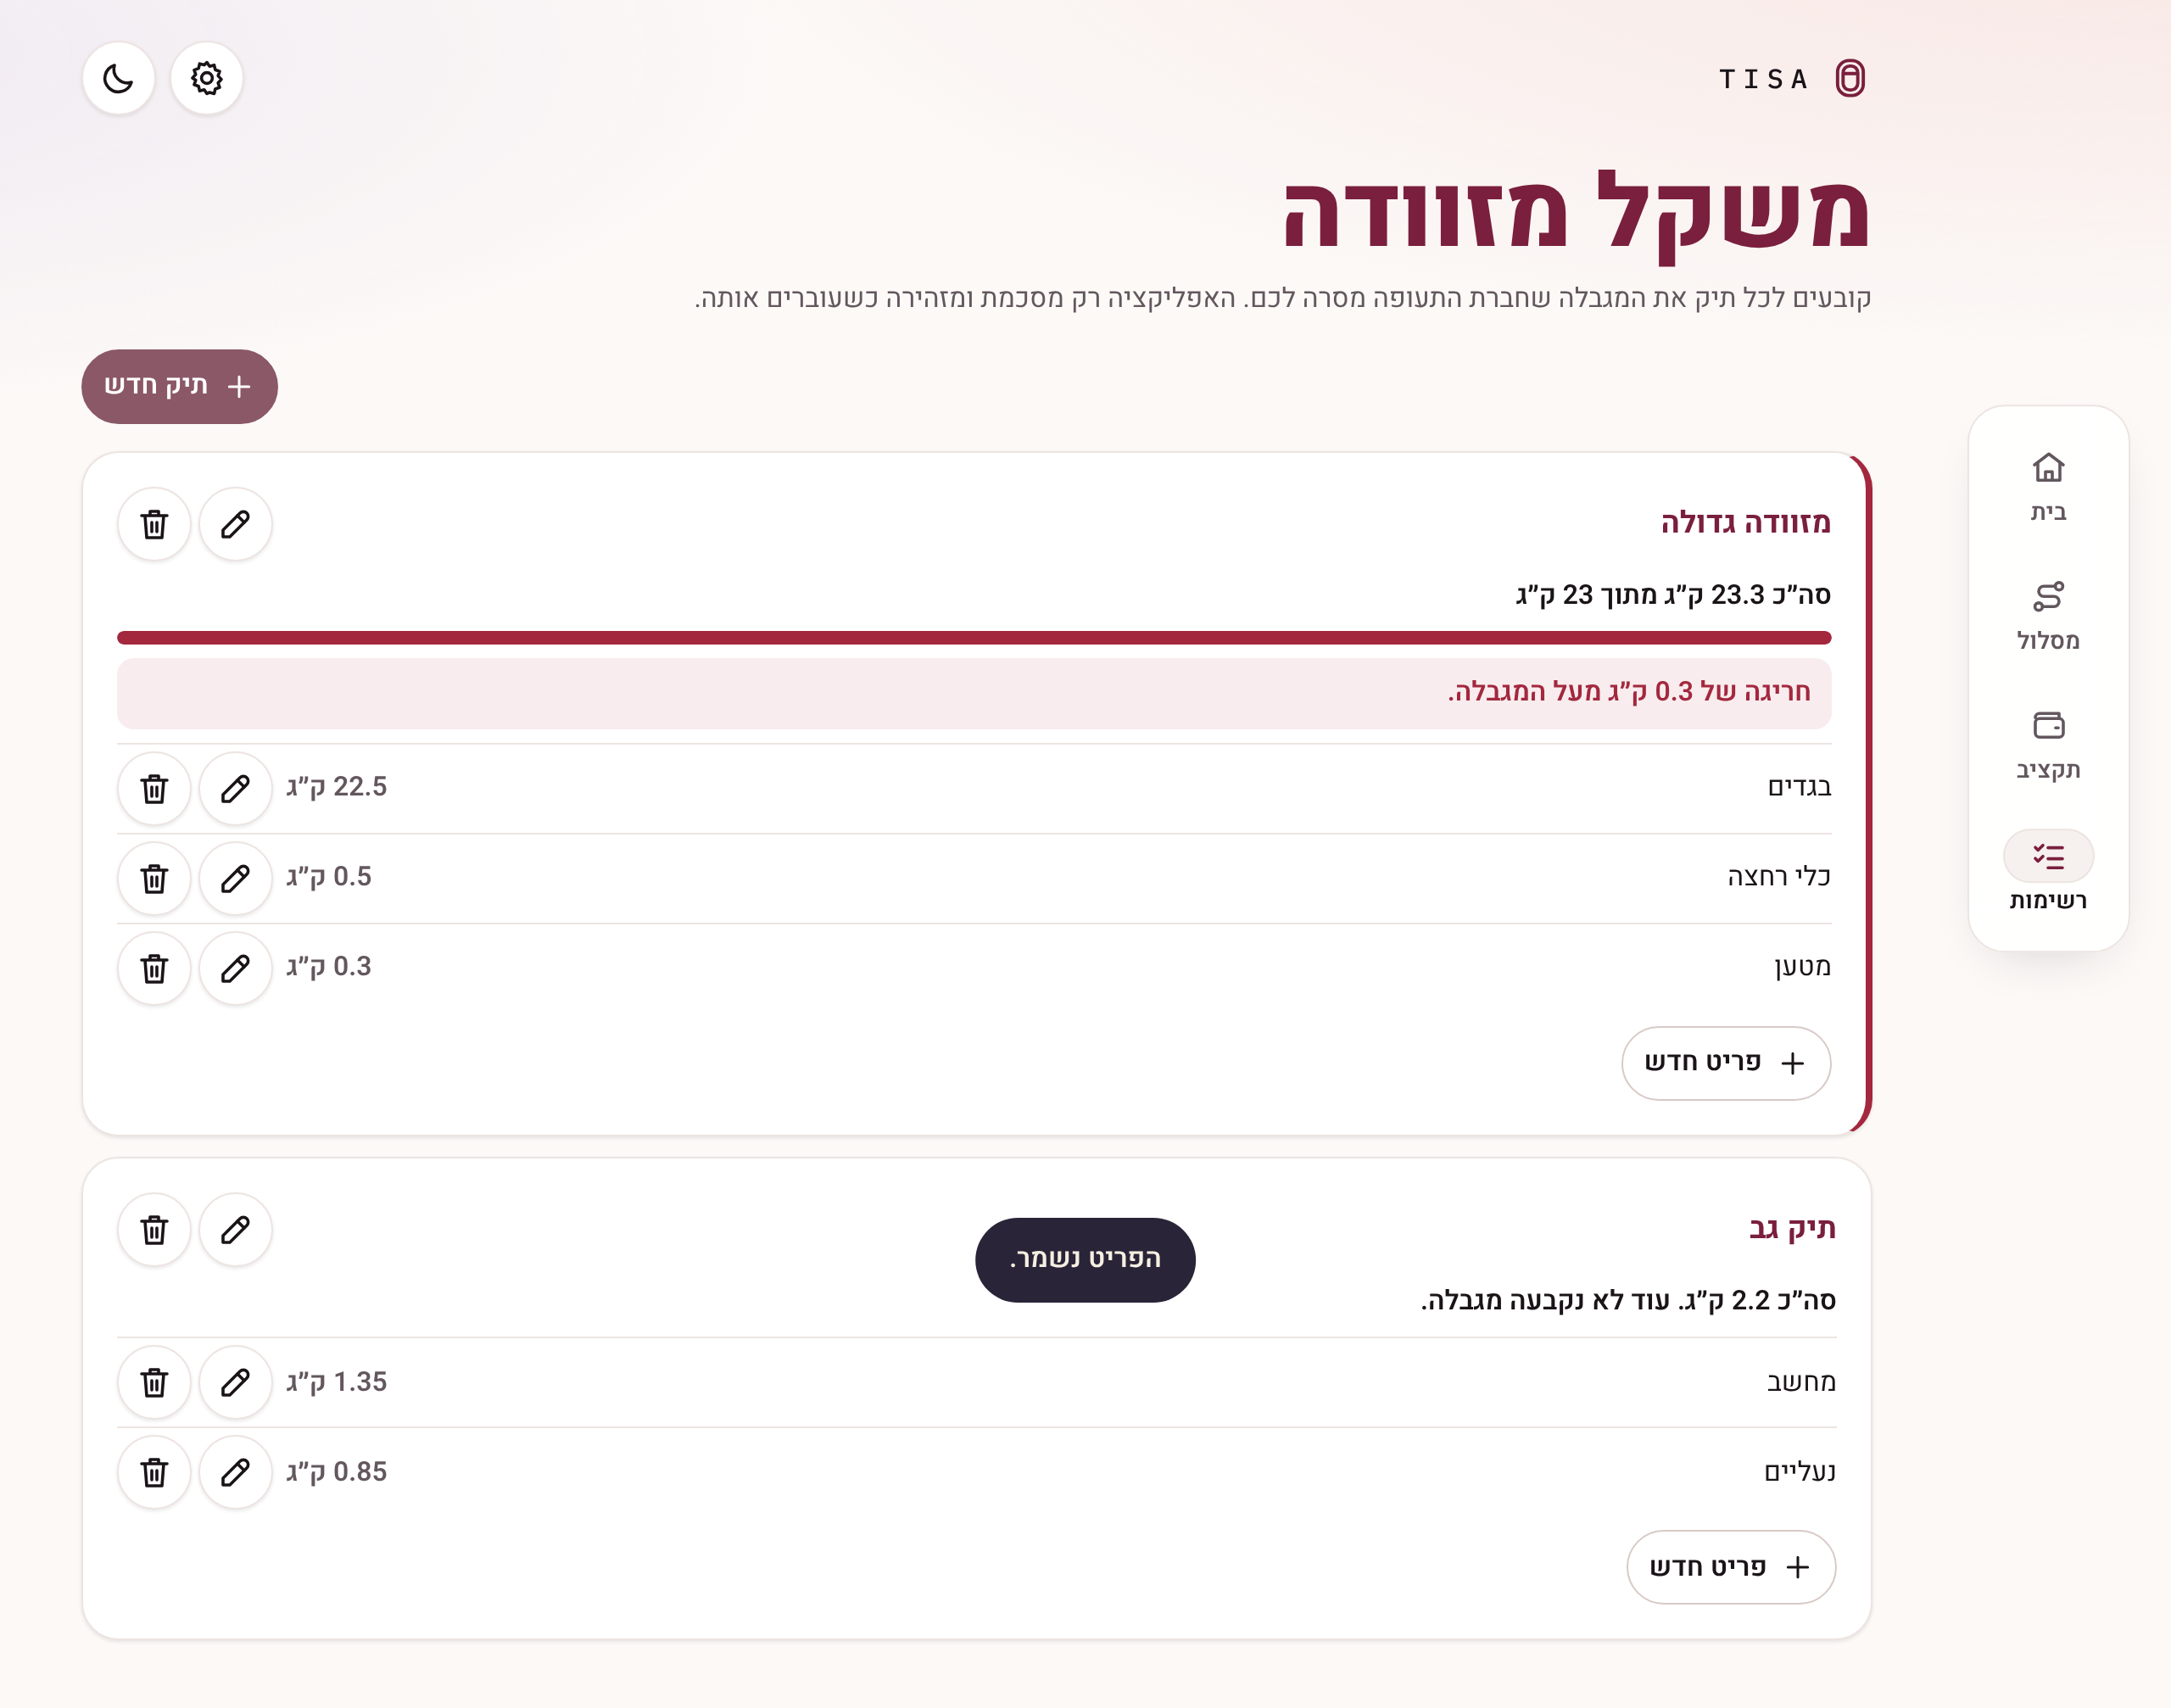 TISA
משקל מזוודה
קובעים לכל תיק את המגבלה שחברת התעופה מסרה לכם. האפליקציה רק מסכמת ומזהירה כשעוברים אותה.
תיק חדש
בית
מסלול
תקציב
רשימות
מזוודה גדולה
סה״כ 23.3 ק״ג מתוך 23 ק״ג
חריגה של 0.3 ק״ג מעל המגבלה.
בגדים 22.5 ק״ג
כלי רחצה 0.5 ק״ג
מטען 0.3 ק״ג
פריט חדש
תיק גב
הפריט נשמר.
סה״כ 2.2 ק״ג. עוד לא נקבעה מגבלה.
מחשב 1.35 ק״ג
נעליים 0.85 ק״ג
פריט חדש